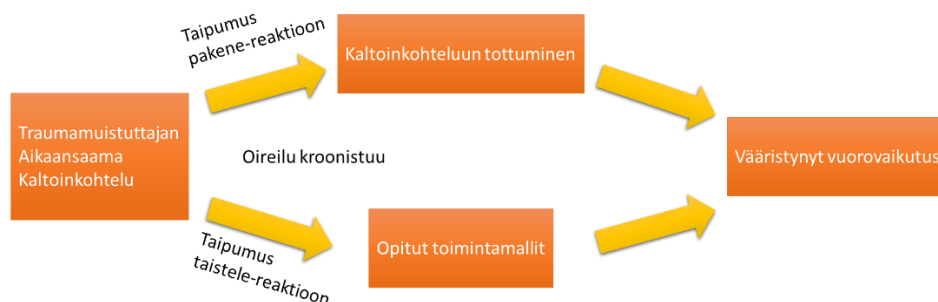 Taipumus
pakene-reaktioon
Kaltoinkohteluun tottuminen
Traumamuistuttajan
Aikaansaama
Kaltoinkohtelu
Oireilu kroonistuu
Vääristynyt vuorovaikutus
Taipumus
taistele-reaktioon
Opitut toimintamallit